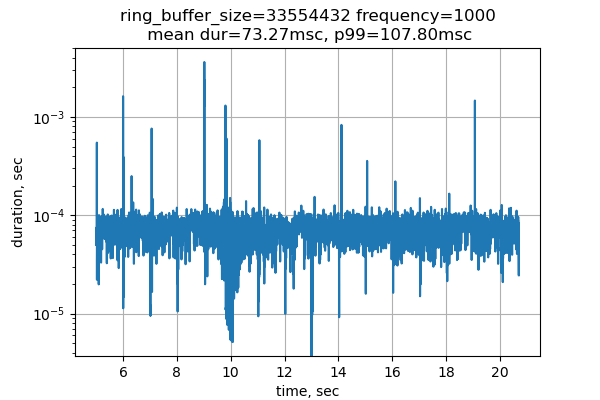 ring_buffer_size=33554432 frequency=1000
mean dur=73.27msc, p99=107.80msc
duration, sec
10⁻³
10⁻⁴
10⁻⁵
6 8 10 12 14 16 18 20
time, sec